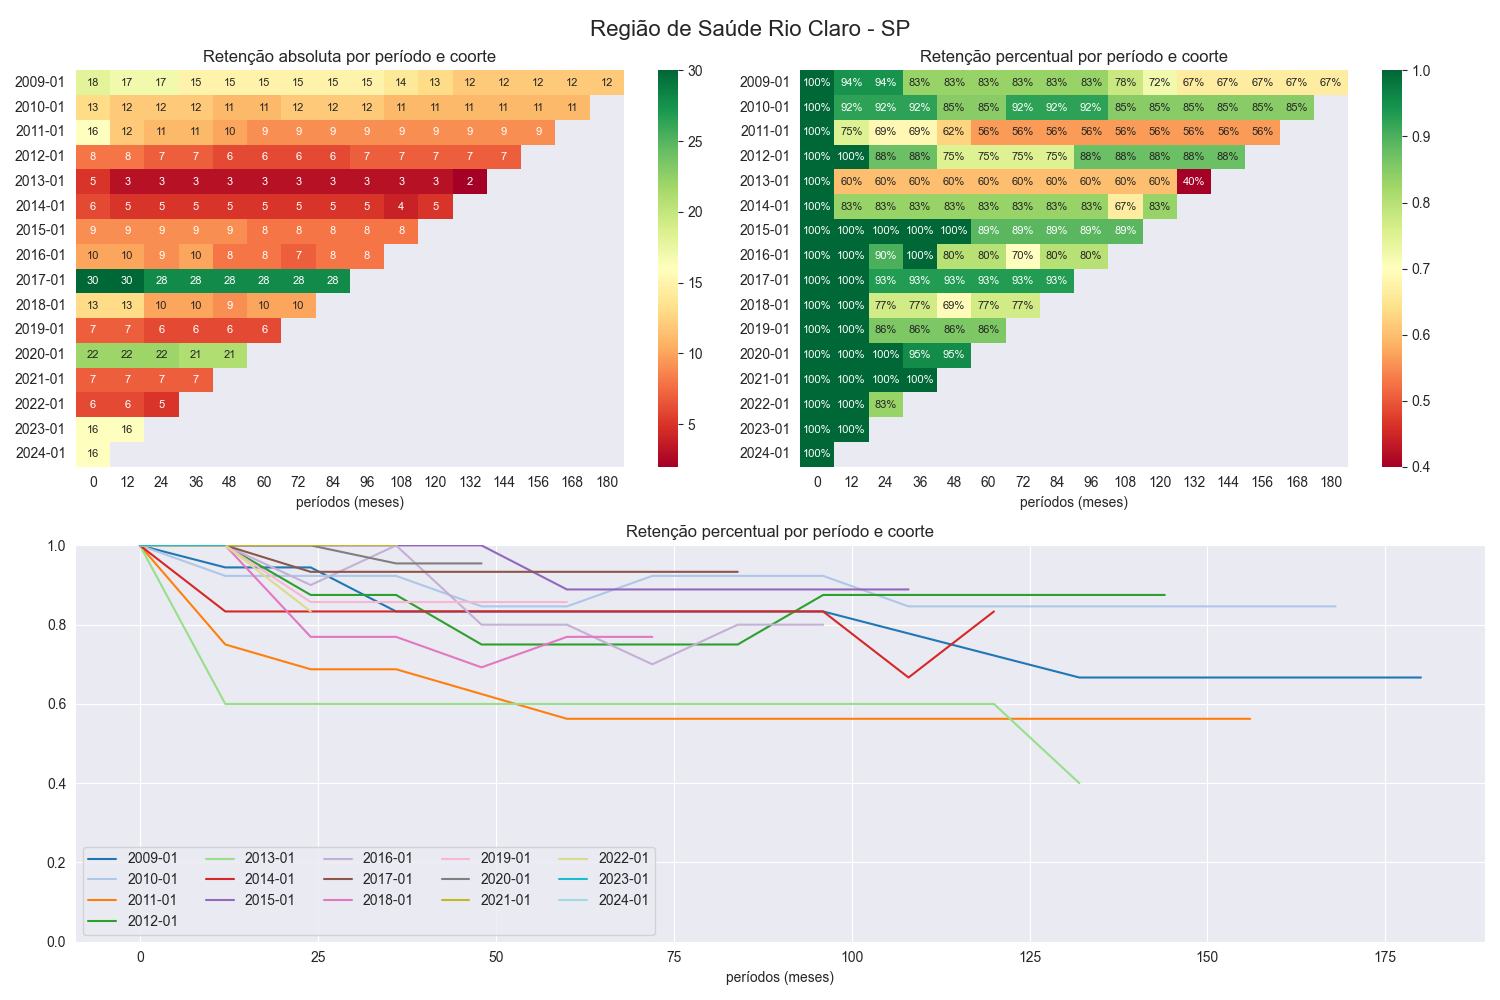 Região de Saúde Rio Claro - SP
Retenção absoluta por período e coorte
2009-01 18 17 17 15 15 15 15 15 15 14 13 12 12 12 12 12
2010-01 13 12 12 12 11 11 12 12 12 11 11 11 11 11 11
2011-01 16 12 11 11 10 9 9 9 9 9 9 9 9 9
2012-01 8 8 7 7 6 6 6 6 7 7 7 7 7
2013-01 5 3 3 3 3 3 3 3 3 3 3 2
2014-01 6 5 5 5 5 5 5 5 5 4 5
2015-01 9 9 9 9 9 8 8 8 8 8
2016-01 10 10 9 10 8 8 7 8 8
2017-01 30 30 28 28 28 28 28 28
2018-01 13 13 10 10 9 10 10
2019-01 7 7 6 6 6 6
2020-01 22 22 22 21 21
2021-01 7 7 7 7
2022-01 6 6 5
2023-01 16 16
2024-01 16
0 12 24 36 48 60 72 84 96 108 120 132 144 156 168 180
períodos (meses)
30
25
20
15
10
5
Retenção percentual por período e coorte
2009-01 100% 94% 94% 83% 83% 83% 83% 83% 83% 78% 72% 67% 67% 67% 67% 67%
2010-01 100% 92% 92% 92% 85% 85% 92% 92% 92% 85% 85% 85% 85% 85% 85%
2011-01 100% 75% 69% 69% 62% 56% 56% 56% 56% 56% 56% 56% 56% 56%
2012-01 100% 100% 88% 88% 75% 75% 75% 75% 88% 88% 88% 88% 88%
2013-01 100% 60% 60% 60% 60% 60% 60% 60% 60% 60% 60% 40%
2014-01 100% 83% 83% 83% 83% 83% 83% 83% 83% 67% 83%
2015-01 100% 100% 100% 100% 100% 89% 89% 89% 89% 89%
2016-01 100% 100% 90% 100% 80% 80% 70% 80% 80%
2017-01 100% 100% 93% 93% 93% 93% 93% 93%
2018-01 100% 100% 77% 77% 69% 77% 77%
2019-01 100% 100% 86% 86% 86% 86%
2020-01 100% 100% 100% 95% 95%
2021-01 100% 100% 100% 100%
2022-01 100% 100% 83%
2023-01 100% 100%
2024-01 100%
0 12 24 36 48 60 72 84 96 108 120 132 144 156 168 180
períodos (meses)
1.0
0.9
0.8
0.7
0.6
0.5
0.4
Retenção percentual por período e coorte
1.0
0.8
0.6
0.4
0.2
0.0
2009-01 2013-01 2016-01 2019-01 2022-01
2010-01 2014-01 2017-01 2020-01 2023-01
2011-01 2015-01 2018-01 2021-01 2024-01
2012-01
0 25 50 75 100 125 150 175
períodos (meses)